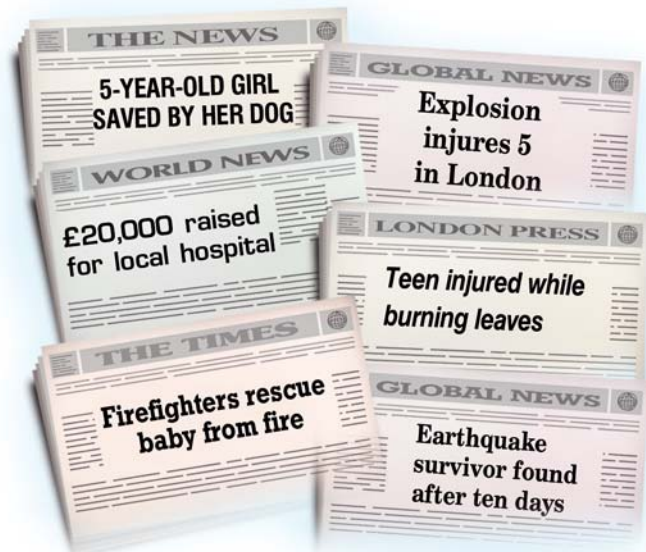 THE NEWS
5-YEAR-OLD GIRL
SAVED BY HER DOG
GLOBAL NEWS
Explosion
injures 5
in London
WORLD NEWS
£20,000 raised
for local hospital
LONDON PRESS
Teen injured while
burning leaves
THE TIMES
Firefighters rescue
baby from fire
GLOBAL NEWS
Earthquake
survivor found
after ten days